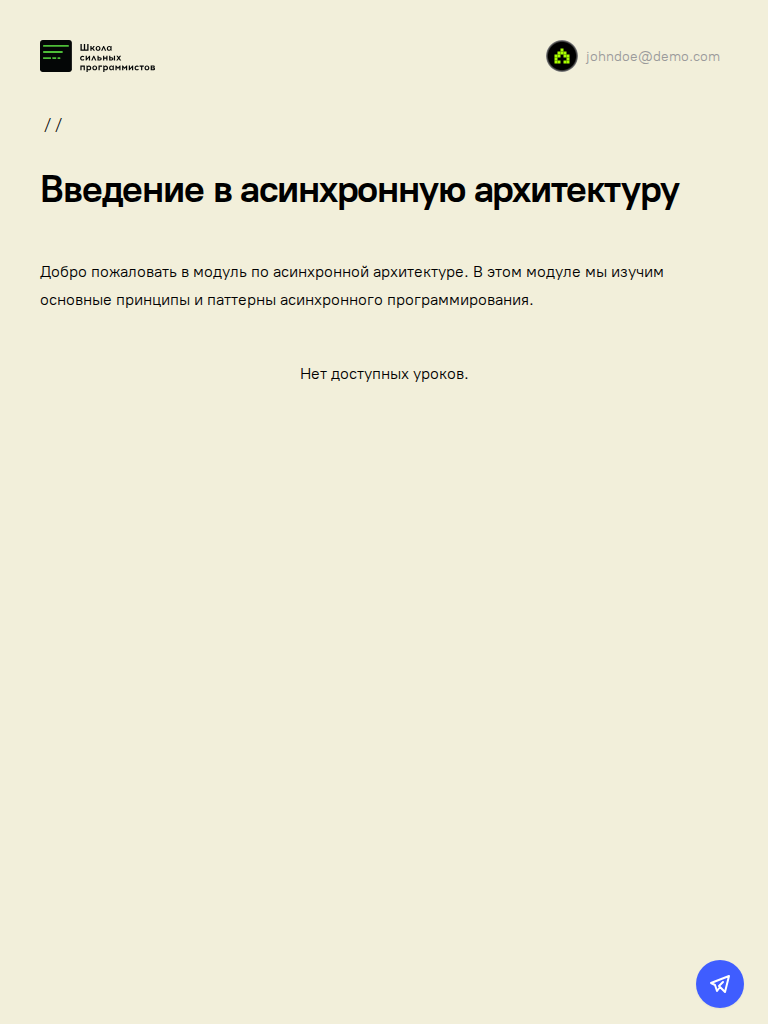 Школа
сильных
программистов
johndoe@demo.com
//
Введение в асинхронную архитектуру
Добро пожаловать в модуль по асинхронной архитектуре. В этом модуле мы изучим
основные принципы и паттерны асинхронного программирования.
Нет доступных уроков.